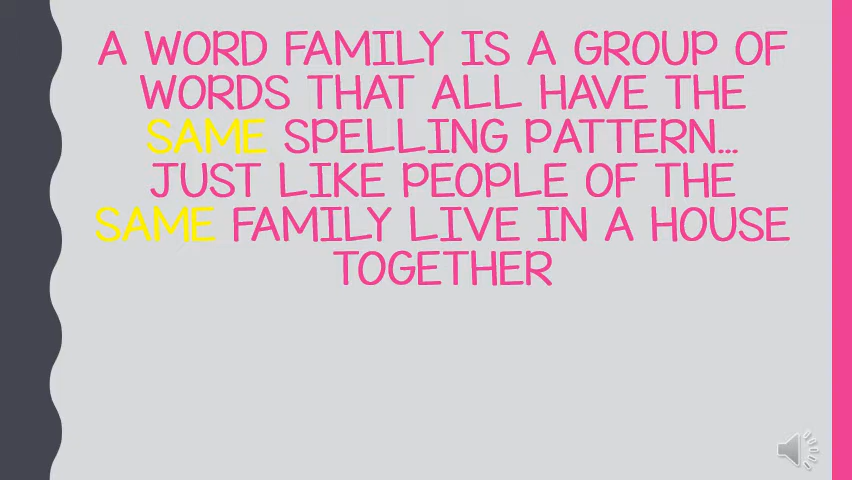 A WORD FAMILY IS A GROUP OF
WORDS THAT ALL HAVE THE
SAME SPELLING PATTERN...
JUST LIKE PEOPLE OF THE
SAME FAMILY LIVE IN A HOUSE
TOGETHER